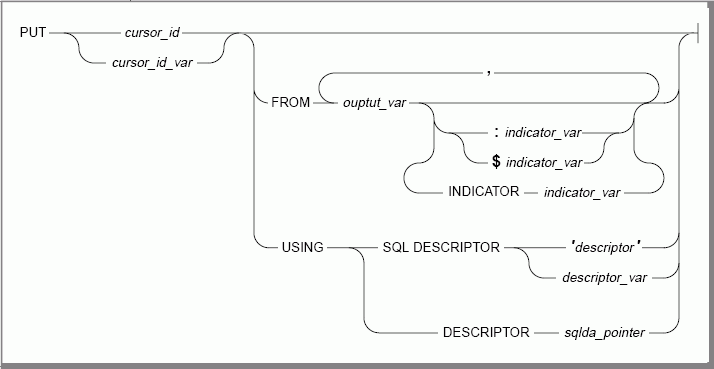 PUT cursor_id
cursor_id_var
,
FROM ouptut_var
: indicator_var
$ indicator_var
INDICATOR indicator_var
USING SQL DESCRIPTOR 'descriptor'
descriptor_var
DESCRIPTOR sqlda_pointer